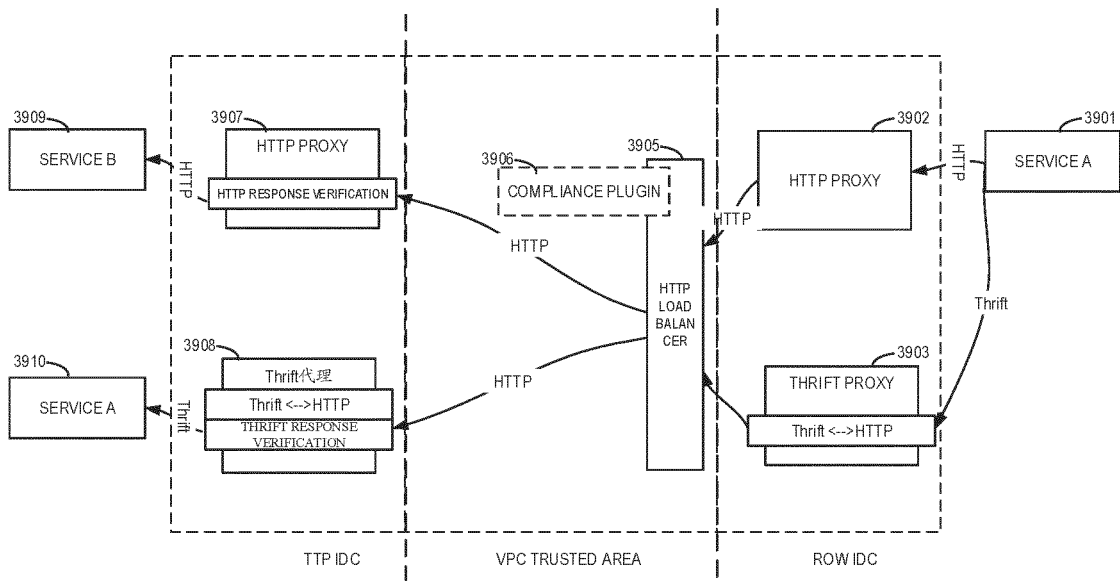 3909
SERVICE B
HTTP
3907
HTTP PROXY
HTTP RESPONSE VERIFICATION
3906
COMPLIANCE PLUGIN
3905
HTTP
LOAD
BALAN
CER
3902
HTTP PROXY
3901
SERVICE A
HTTP
HTTP
HTTP
Thrift
3910
SERVICE A
Thrift
3908
Thrift代理
Thrift <-->HTTP
THRIFT RESPONSE
VERIFICATION
HTTP
3903
THRIFT PROXY
Thrift <-->HTTP
TTP IDC
VPC TRUSTED AREA
ROW IDC